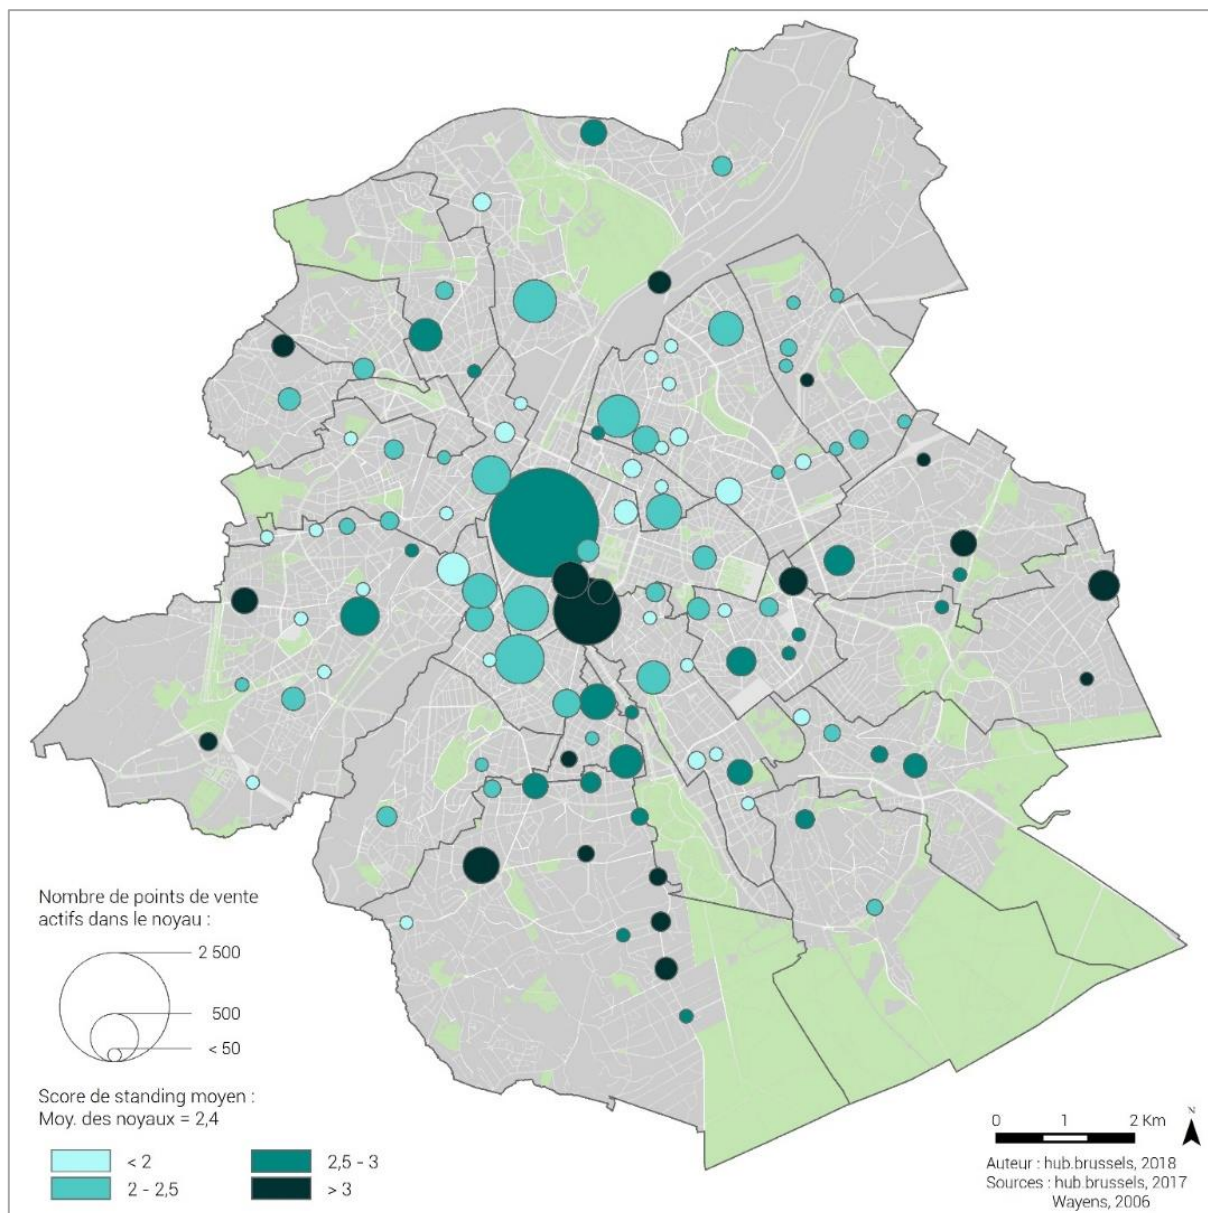 Nombre de points de vente
actifs dans le noyau :
2 500
500
< 50
Score de standing moyen :
Moy. des noyaux = 2,4
< 2
2,5 - 3
2 - 2,5
> 3
N
0 1 2 Km
Auteur : hub.brussels, 2018
Sources : hub.brussels, 2017
Wayens, 2006